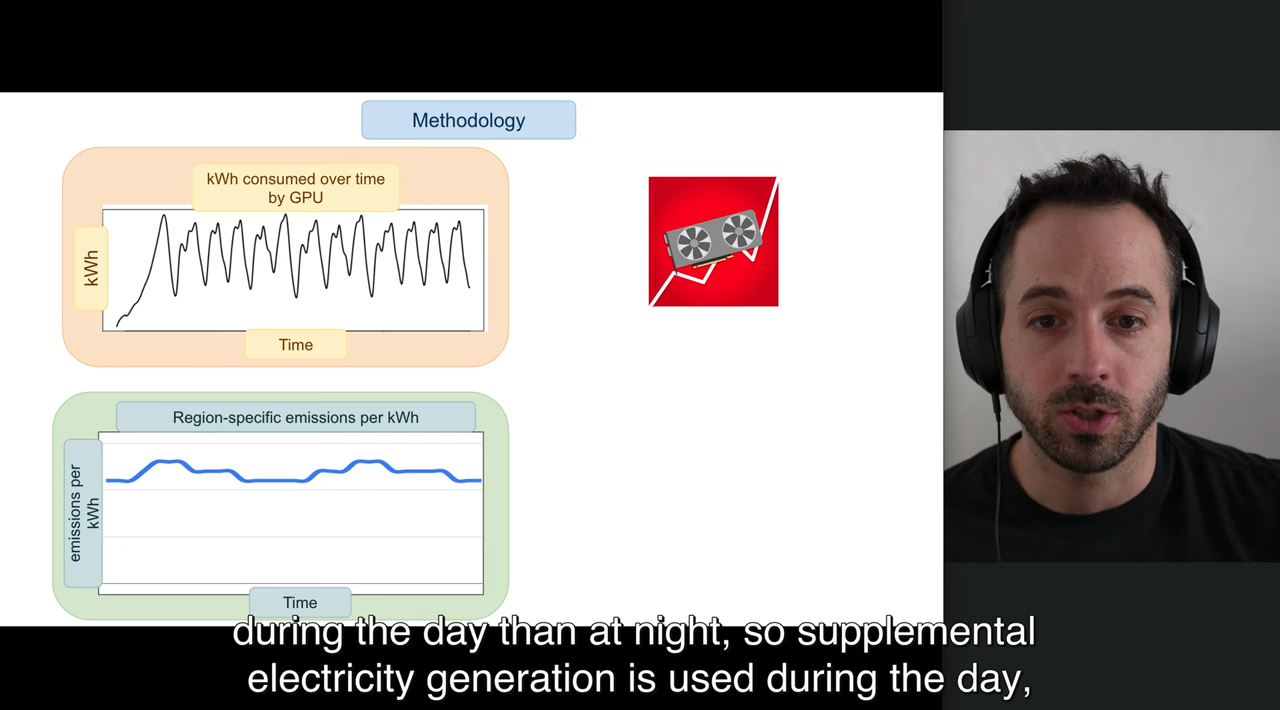 Methodology
kWh consumed over time
by GPU
kWh
Time
Region-specific emissions per kWh
emissions per
kWh
Time
during the day than at night, so supplemental
electricity generation is used during the day,